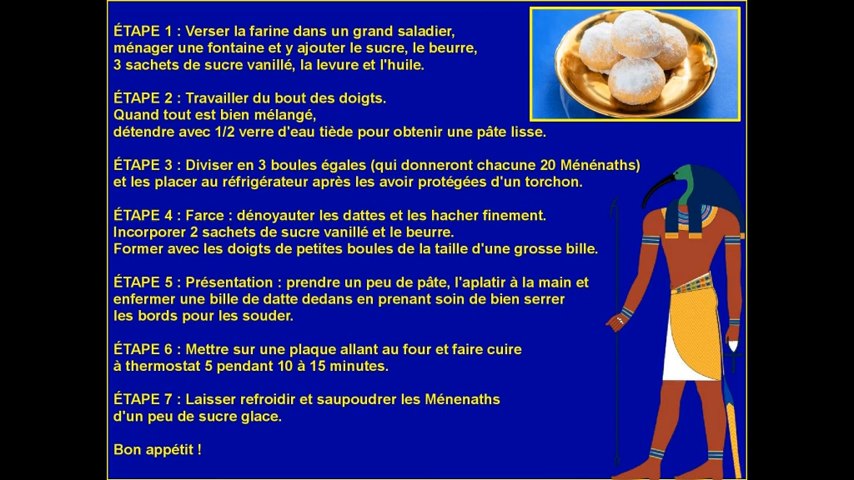 ÉTAPE 1 : Verser la farine dans un grand saladier,
ménager une fontaine et y ajouter le sucre, le beurre,
3 sachets de sucre vanillé, la levure et l'huile.
ÉTAPE 2 : Travailler du bout des doigts.
Quand tout est bien mélangé,
détendre avec 1/2 verre d'eau tiède pour obtenir une pâte lisse.
ÉTAPE 3 : Diviser en 3 boules égales (qui donneront chacune 20 Ménénaths)
et les placer au réfrigérateur après les avoir protégées d'un torchon.
ÉTAPE 4 : Farce : dénoyauter les dattes et les hacher finement.
Incorporer 2 sachets de sucre vanillé et le beurre.
Former avec les doigts de petites boules de la taille d'une grosse bille.
ÉTAPE 5 : Présentation : prendre un peu de pâte, l'aplatir à la main et
enfermer une bille de datte dedans en prenant soin de bien serrer
les bords pour les souder.
ÉTAPE 6 : Mettre sur une plaque allant au four et faire cuire
à thermostat 5 pendant 10 à 15 minutes.
ÉTAPE 7 : Laisser refroidir et saupoudrer les Ménenaths
d'un peu de sucre glace.
Bon appétit !